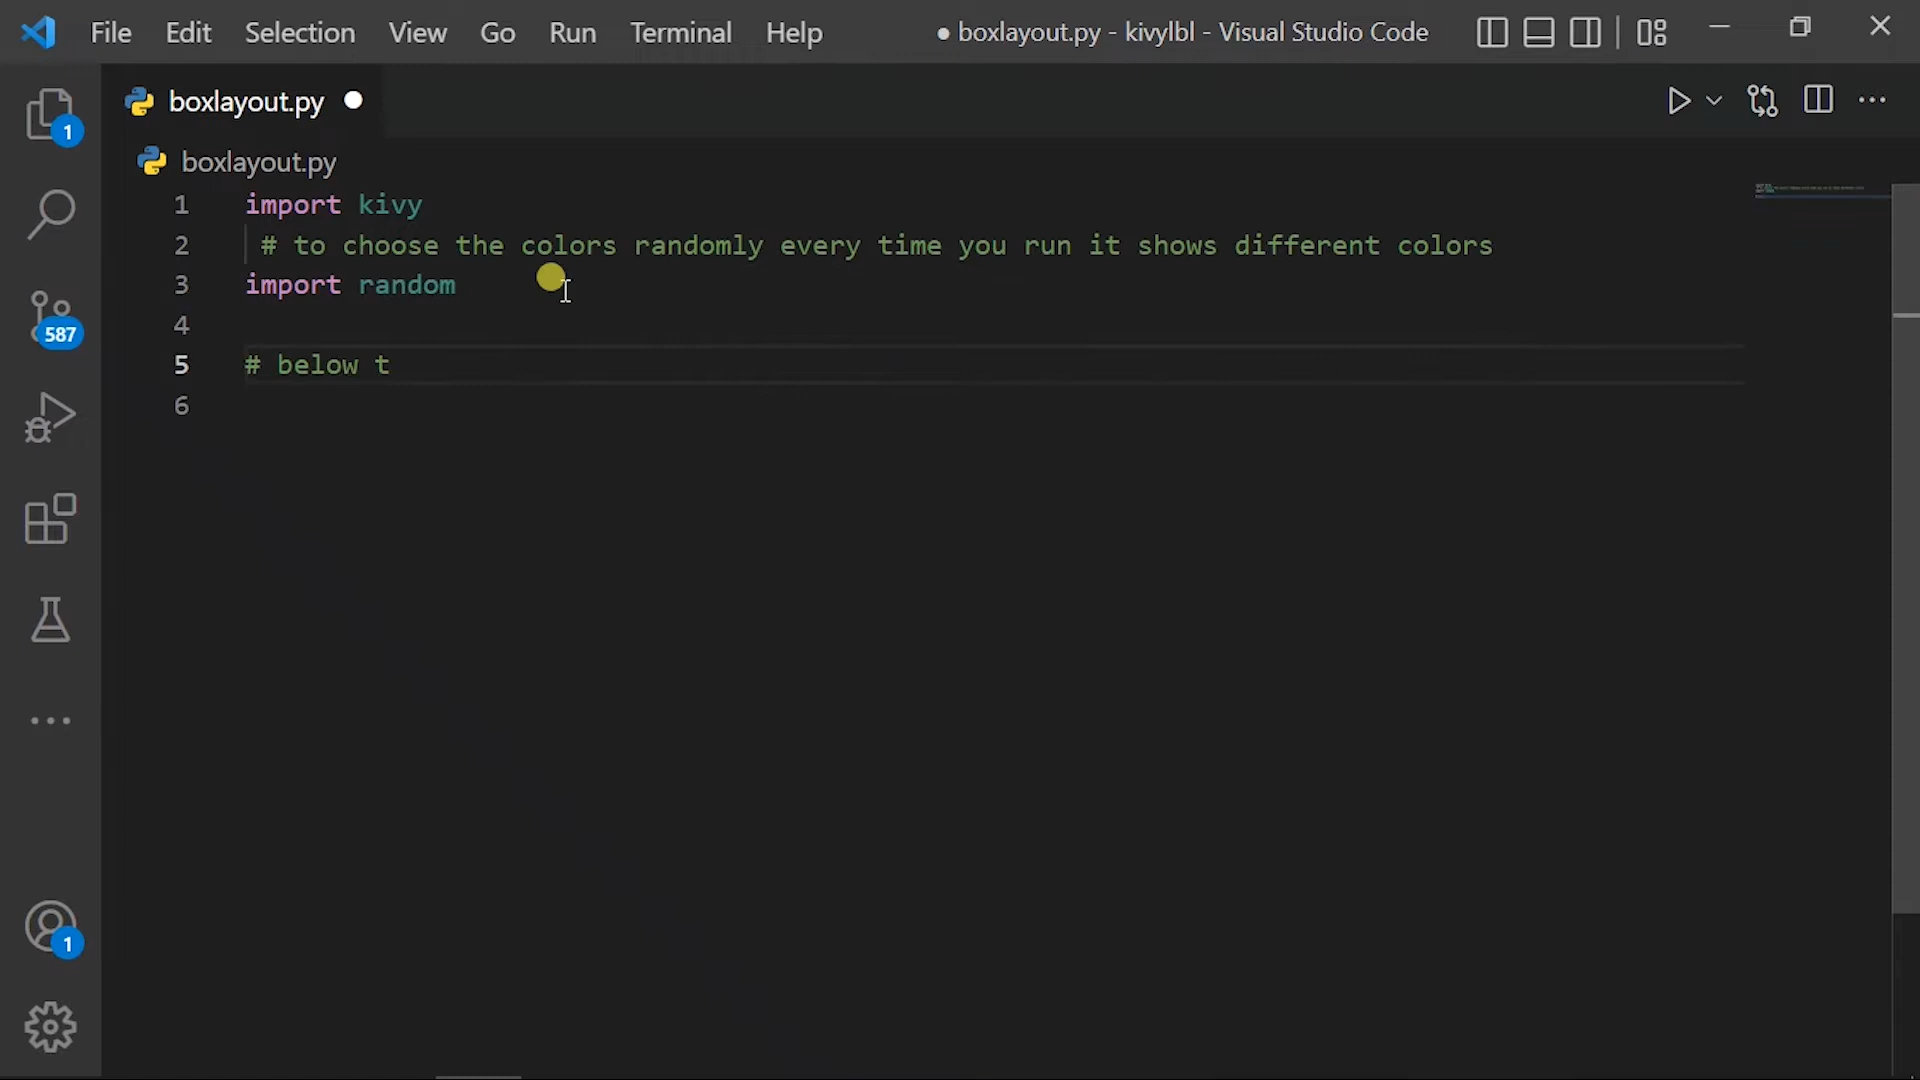 File Edit Selection View Go Run Terminal Help ● boxlayout.py - kivylbl - Visual Studio Code
boxlayout.py
boxlayout.py
1 import kivy
2 # to choose the colors randomly every time you run it shows different colors
3 import random
4
5 # below t
6
1
587
1